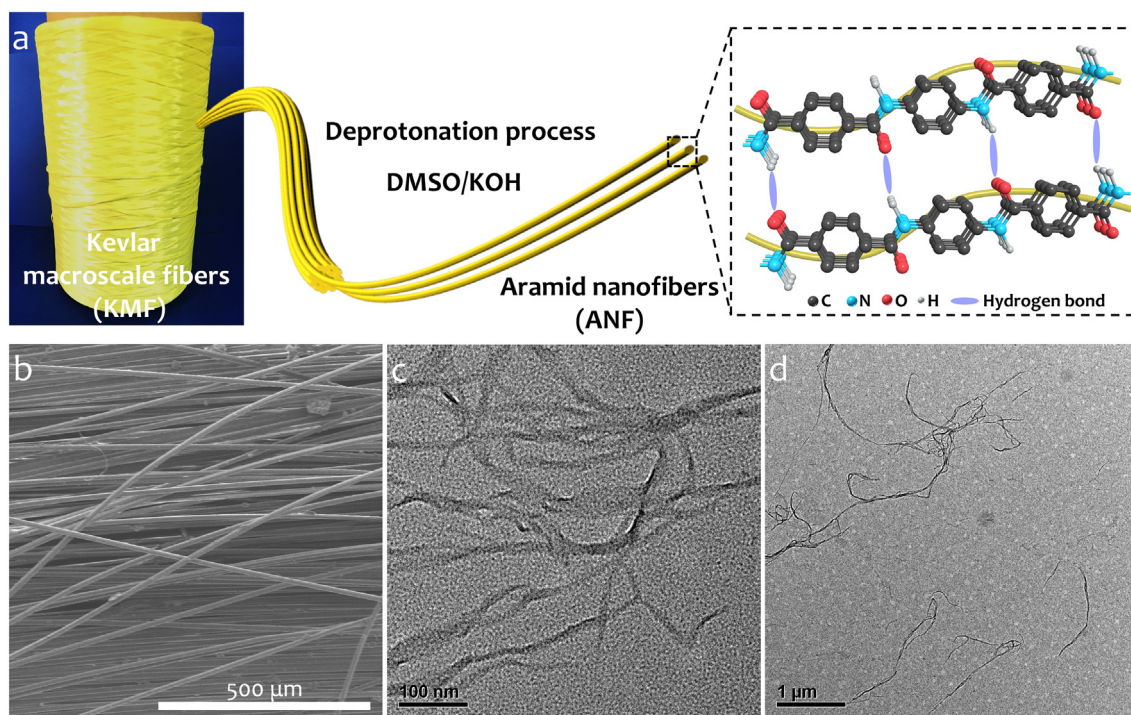 a
Deprotonation process
DMSO/KOH
Kevlar
macroscale fibers
(KMF)
Aramid nanofibers
(ANF)
C N O H Hydrogen bond
b
c
d
500 µm
100 nm
1 µm